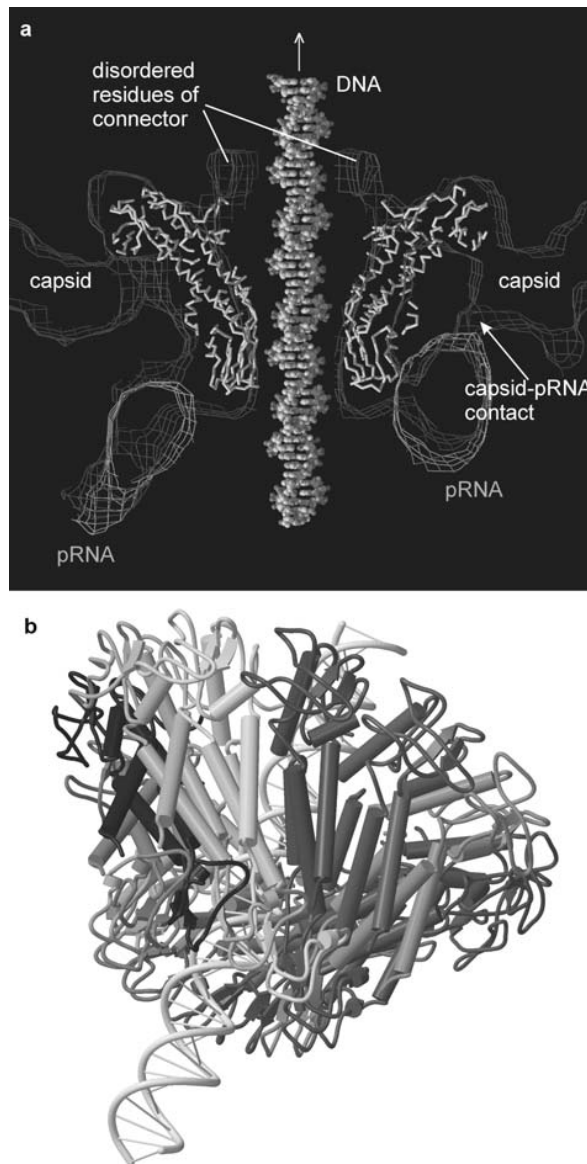 a
disordered
residues of
connector
DNA
capsid
capsid
capsid-pRNA
contact
pRNA
pRNA
b